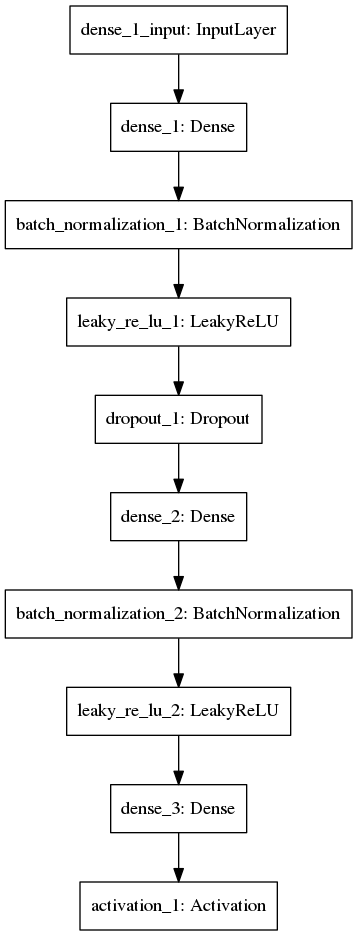 dense_1_input: InputLayer
dense_1: Dense
batch_normalization_1: BatchNormalization
leaky_re_lu_1: LeakyReLU
dropout_1: Dropout
dense_2: Dense
batch_normalization_2: BatchNormalization
leaky_re_lu_2: LeakyReLU
dense_3: Dense
activation_1: Activation